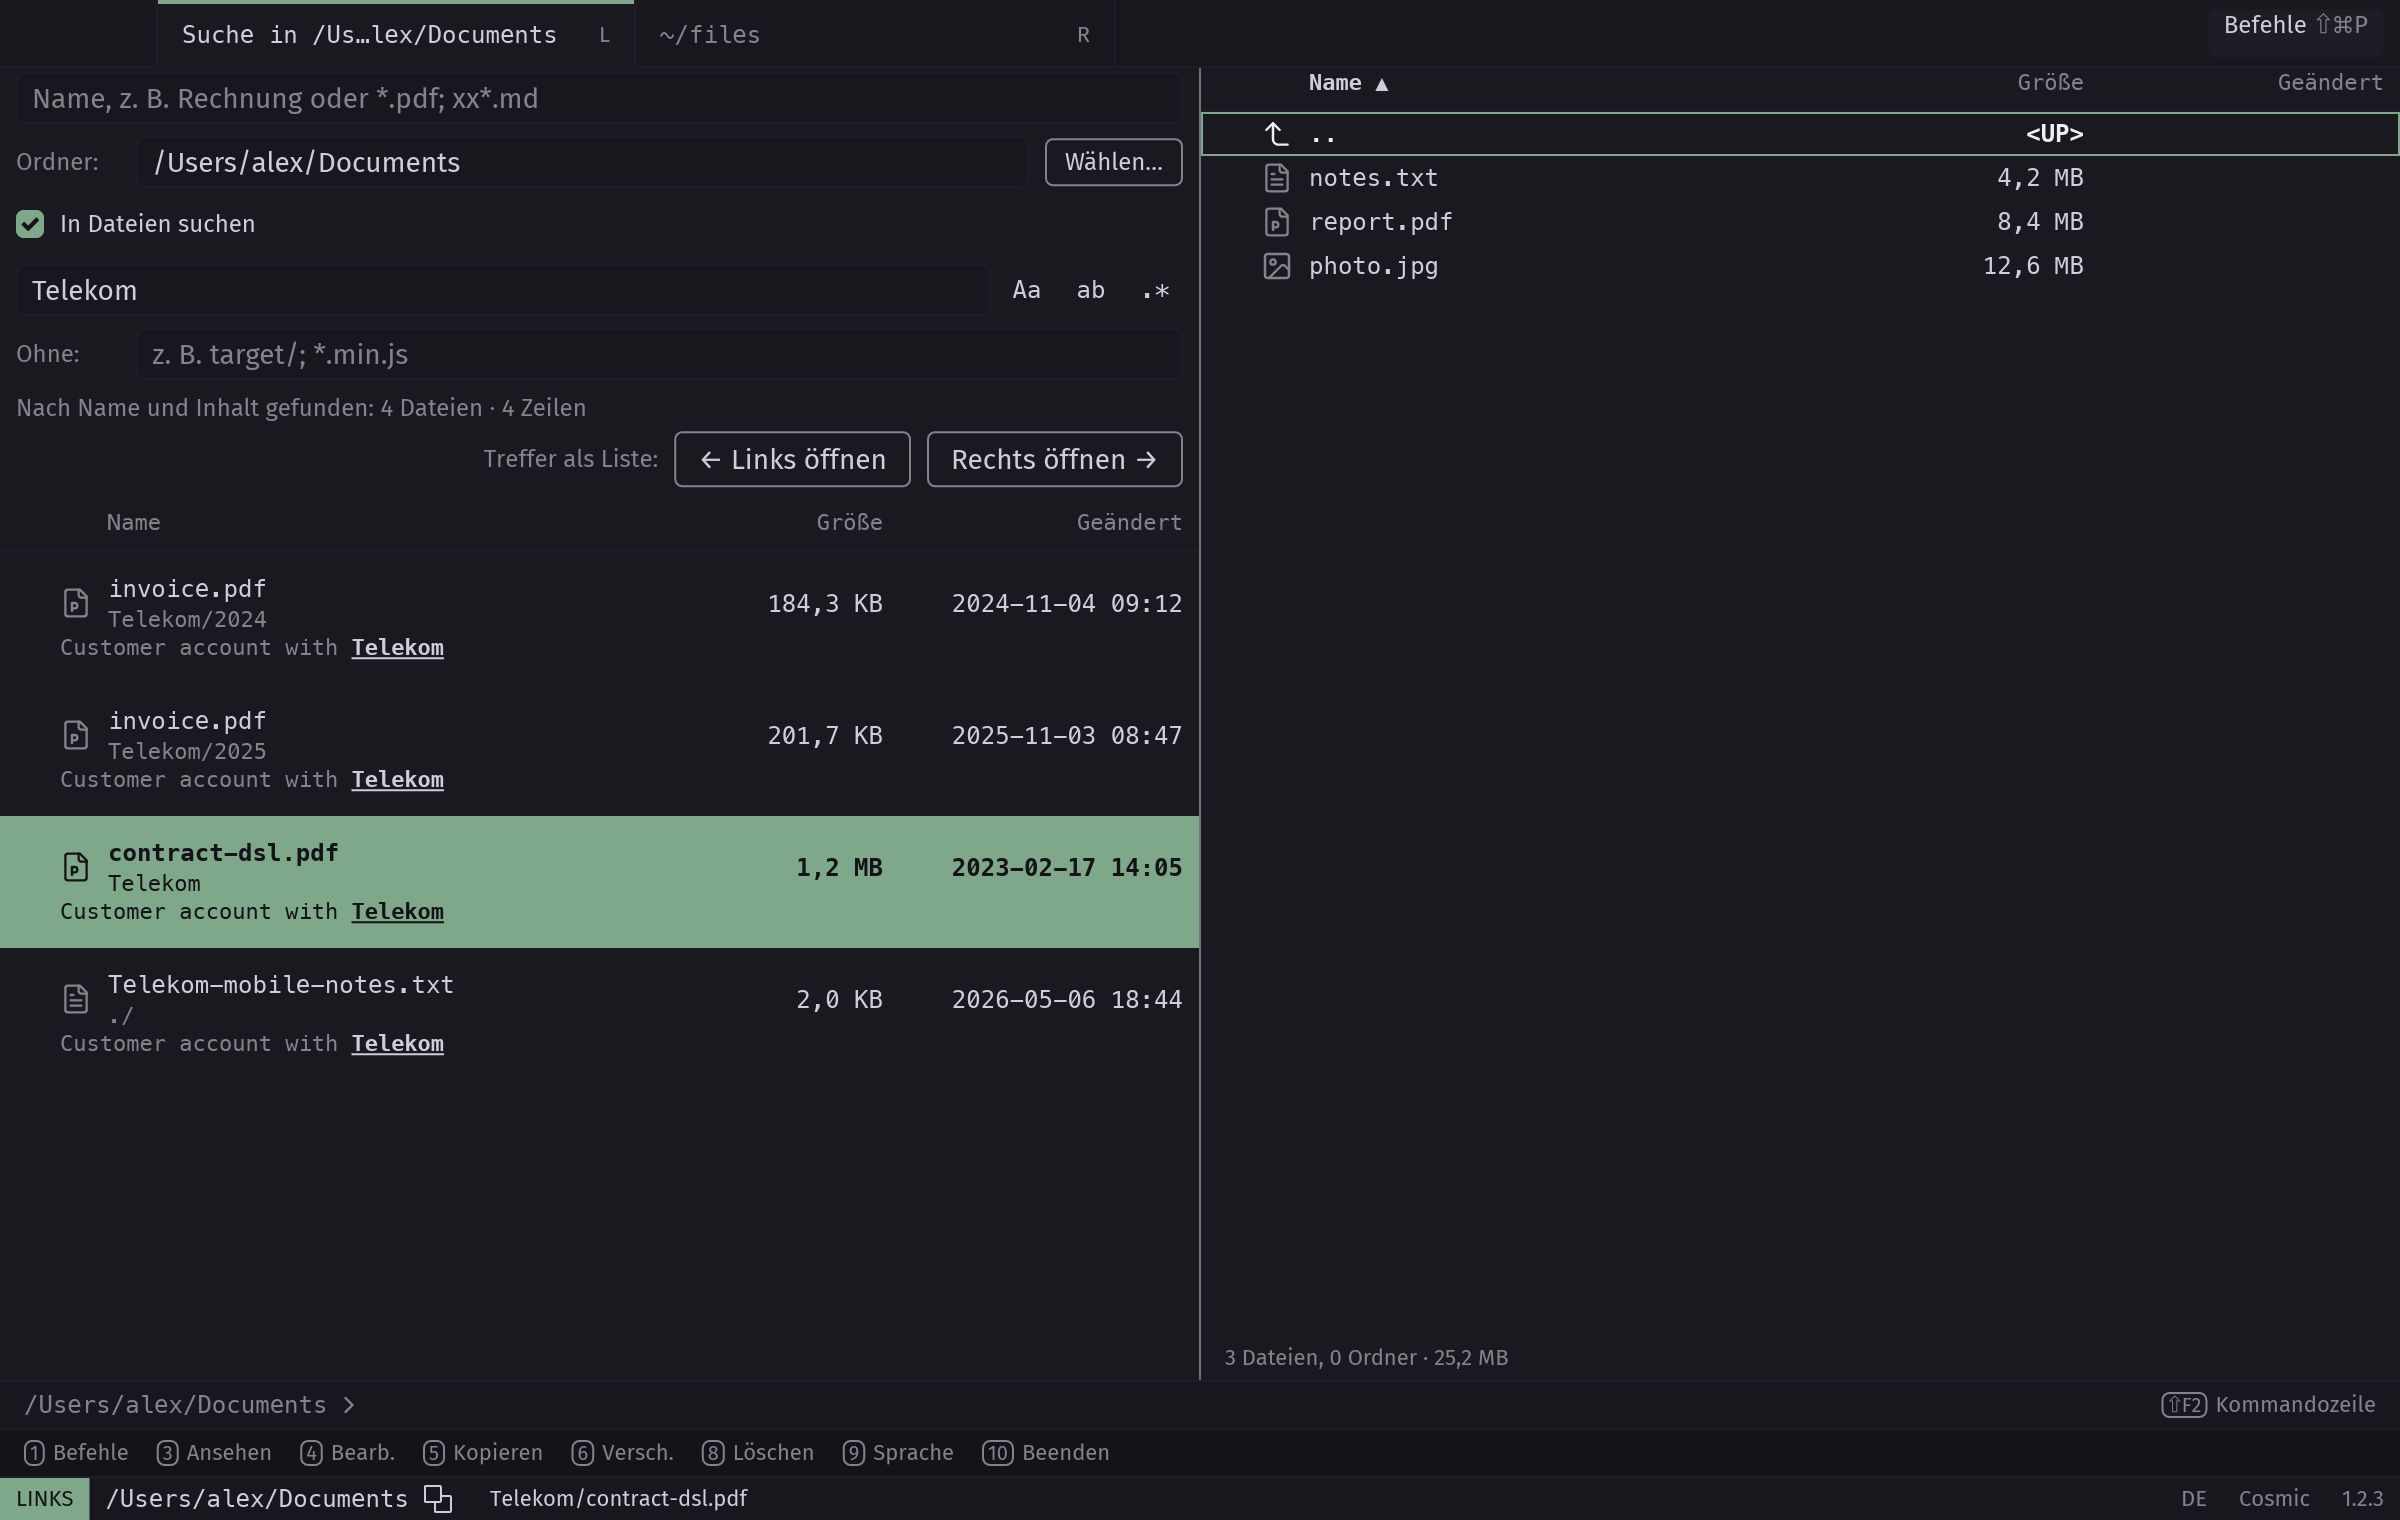 Suche in /Us…lex/Documents L ~/files R Befehle ⇧⌘P
Name, z. B. Rechnung oder *.pdf; xx*.md
Ordner: /Users/alex/Documents Wählen…
In Dateien suchen
Telekom Aa ab .*
Ohne: z. B. target/; *.min.js
Nach Name und Inhalt gefunden: 4 Dateien · 4 Zeilen
Treffer als Liste: ← Links öffnen Rechts öffnen →
Name Größe Geändert
invoice.pdf 184,3 KB 2024-11-04 09:12
Telekom/2024
Customer account with Telekom
invoice.pdf 201,7 KB 2025-11-03 08:47
Telekom/2025
Customer account with Telekom
contract-dsl.pdf 1,2 MB 2023-02-17 14:05
Telekom
Customer account with Telekom
Telekom-mobile-notes.txt 2,0 KB 2026-05-06 18:44
./
Customer account with Telekom
Name ▲ Größe Geändert
.. <UP>
notes.txt 4,2 MB
report.pdf 8,4 MB
photo.jpg 12,6 MB
3 Dateien, 0 Ordner · 25,2 MB
/Users/alex/Documents > ⇧F2 Kommandozeile
1 Befehle 3 Ansehen 4 Bearb. 5 Kopieren 6 Versch. 8 Löschen 9 Sprache 10 Beenden
LINKS /Users/alex/Documents Telekom/contract-dsl.pdf DE Cosmic 1.2.3